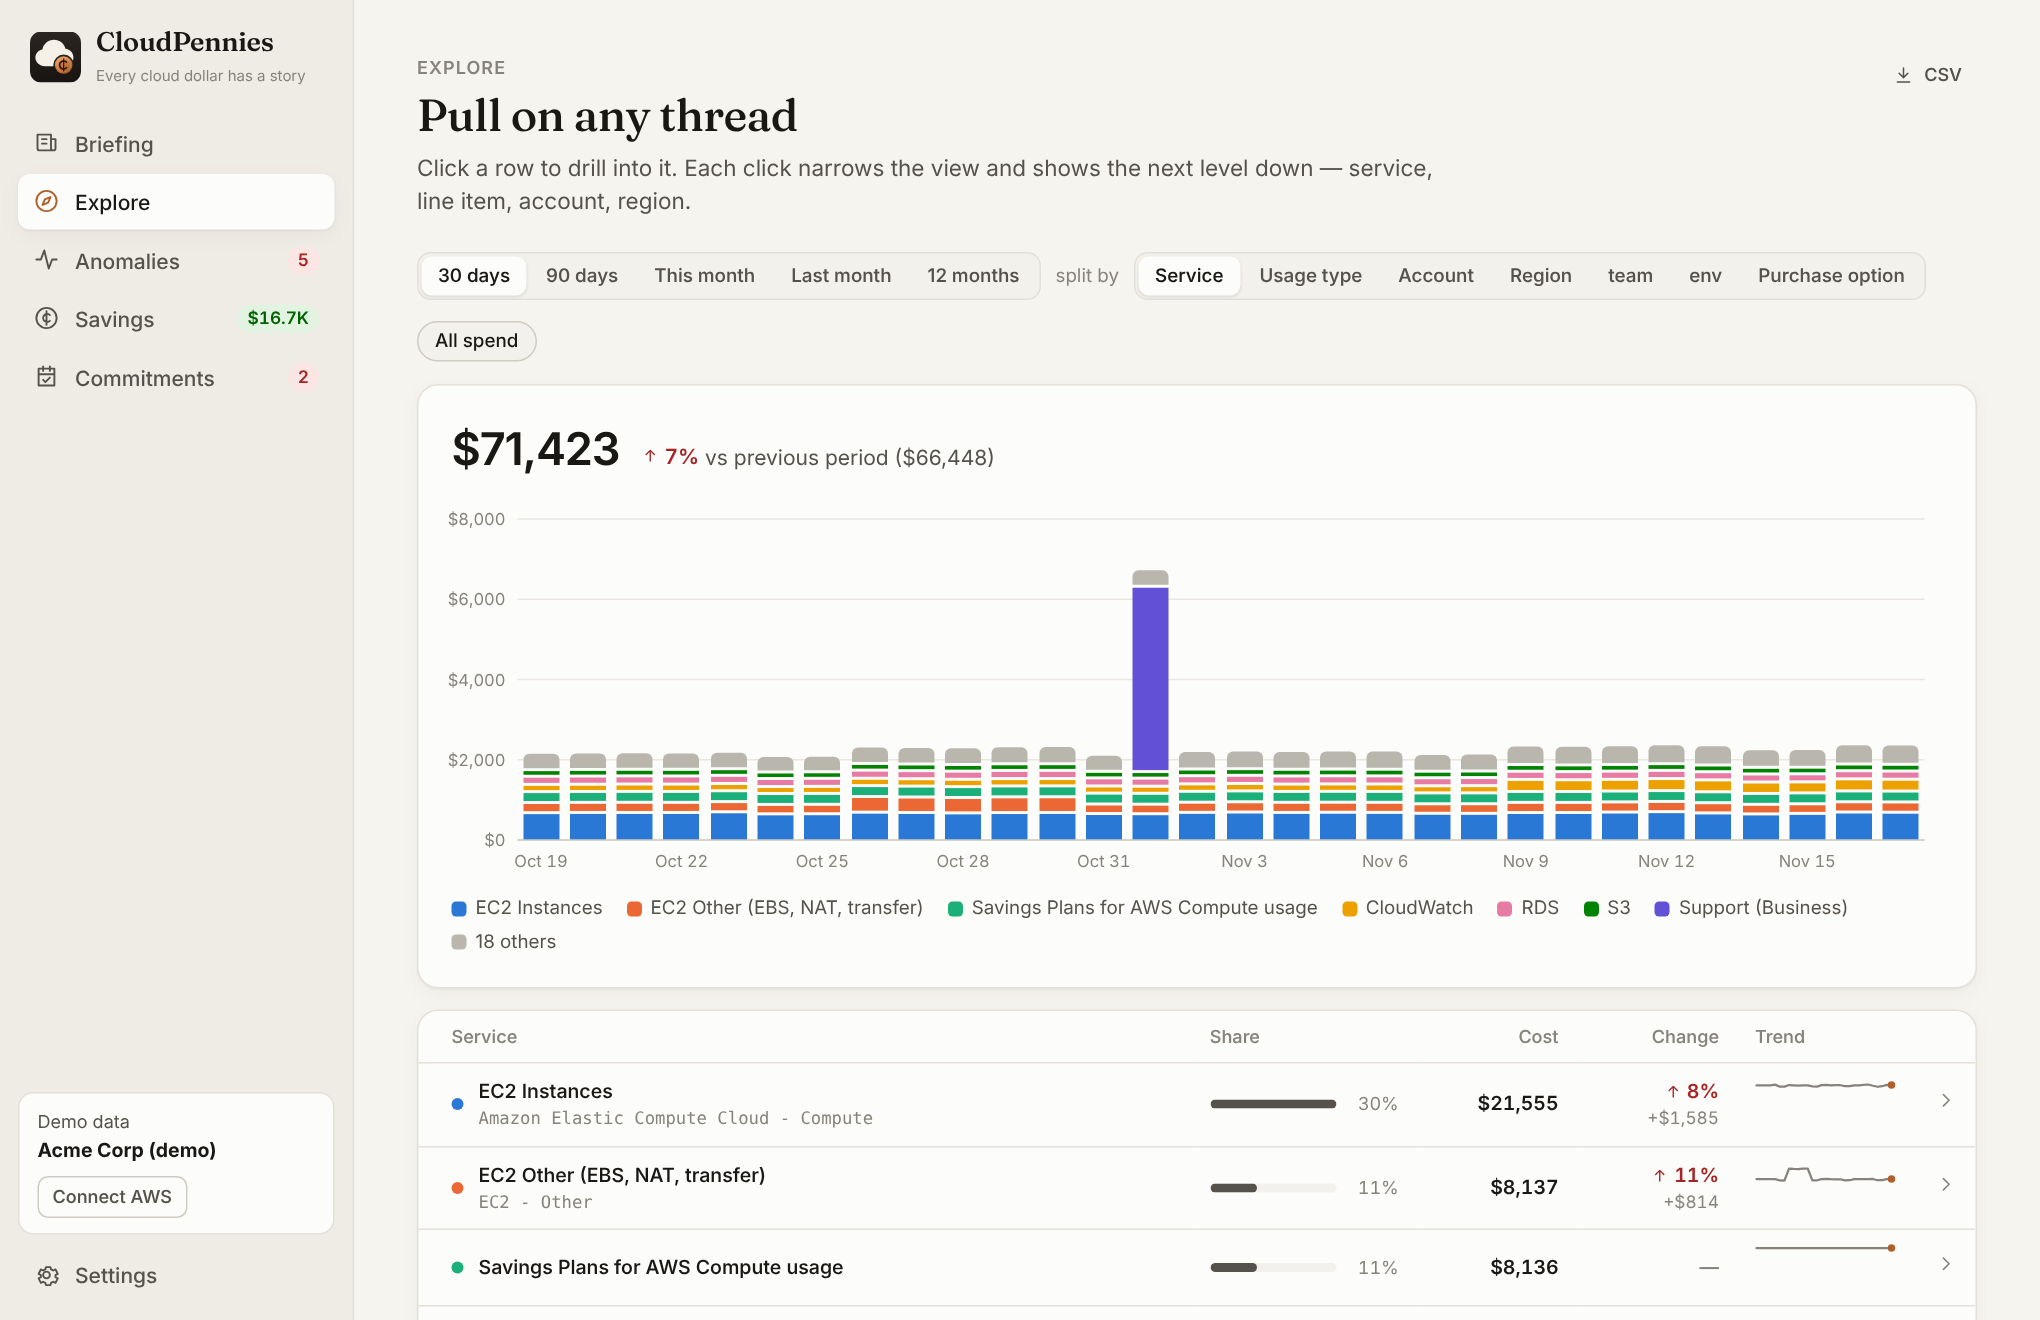 CloudPennies
Every cloud dollar has a story
Briefing
Explore
Anomalies 5
Savings $16.7K
Commitments 2
Demo data
Acme Corp (demo)
Connect AWS
Settings
EXPLORE
CSV
Pull on any thread
Click a row to drill into it. Each click narrows the view and shows the next level down — service,
line item, account, region.
30 days 90 days This month Last month 12 months split by Service Usage type Account Region team env Purchase option
All spend
$71,423 ↑ 7% vs previous period ($66,448)
$8,000
$6,000
$4,000
$2,000
$0
Oct 19 Oct 22 Oct 25 Oct 28 Oct 31 Nov 3 Nov 6 Nov 9 Nov 12 Nov 15
EC2 Instances EC2 Other (EBS, NAT, transfer) Savings Plans for AWS Compute usage CloudWatch RDS S3 Support (Business)
18 others
Service Share Cost Change Trend
EC2 Instances
Amazon Elastic Compute Cloud - Compute
30% $21,555 ↑ 8%
+$1,585
EC2 Other (EBS, NAT, transfer)
EC2 - Other
11% $8,137 ↑ 11%
+$814
Savings Plans for AWS Compute usage 11% $8,136 —